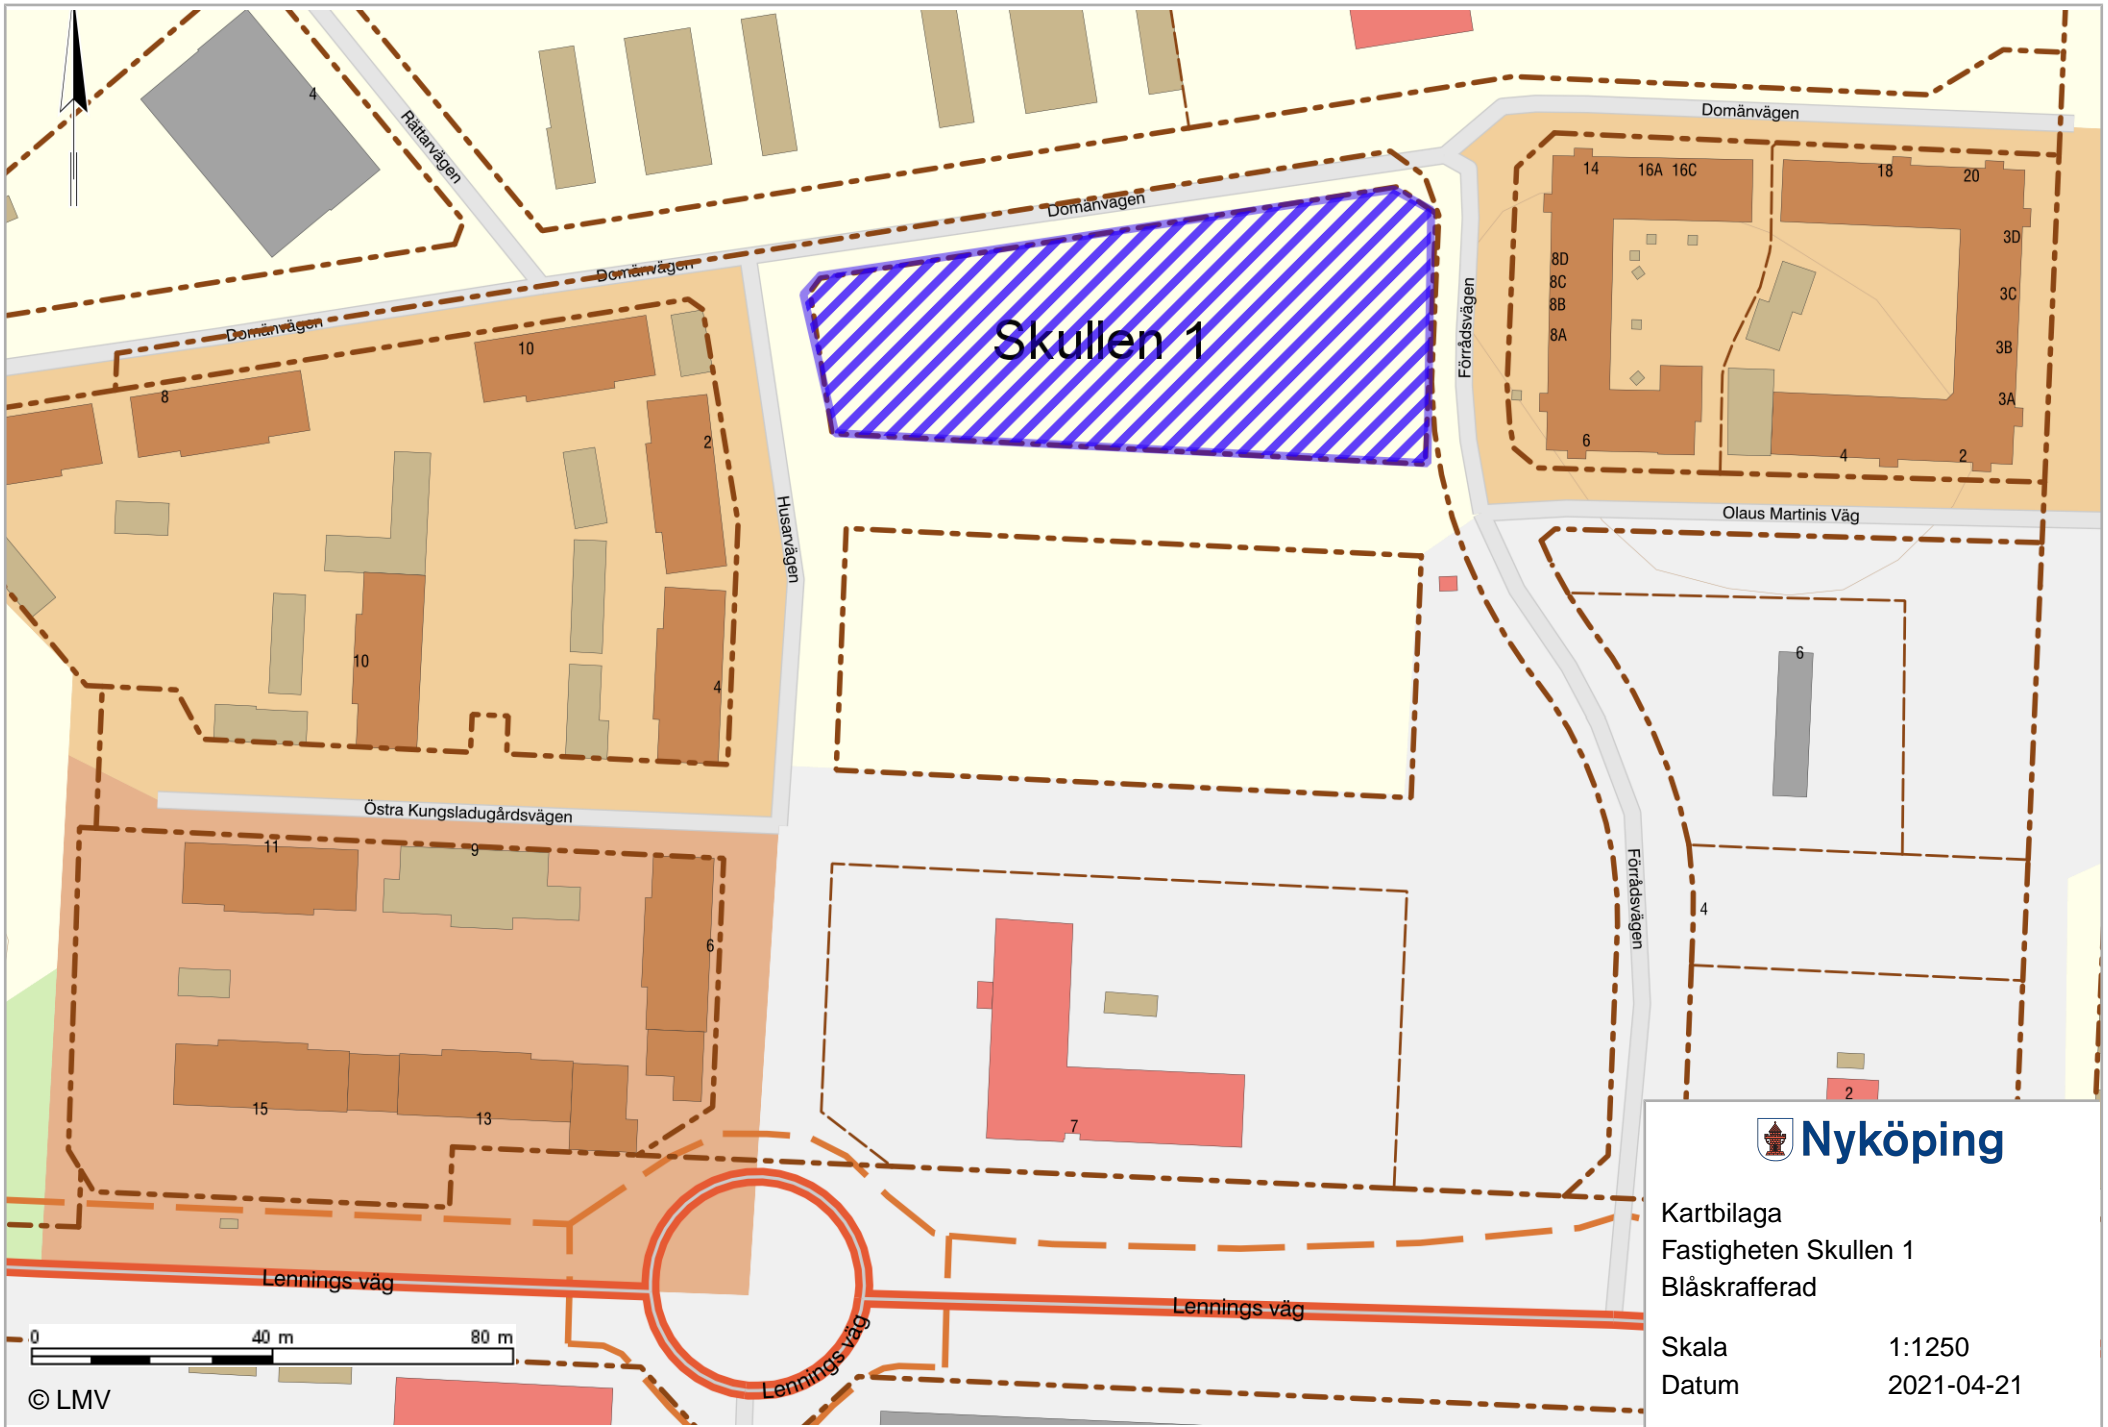 4
Rättarvägen
Domänvägen
Domänvägen
Domänvägen
Domänvägen
14
16A 16C
18
20
3D
8D
8C
3C
8B
8A
3B
3A
Förrådsvägen
Skullen 1
10
8
2
6
4
2
Husarvägen
Olaus Martinis Väg
10
4
6
Östra Kungsladugårdsvägen
11
9
6
Förrådsvägen
4
15
13
7
2
Lennings väg
Lennings väg
Lennings väg
0 40 m 80 m
© LMV
Nyköping
Kartbilaga
Fastigheten Skullen 1
Blåskrafferad
Skala 1:1250
Datum 2021-04-21